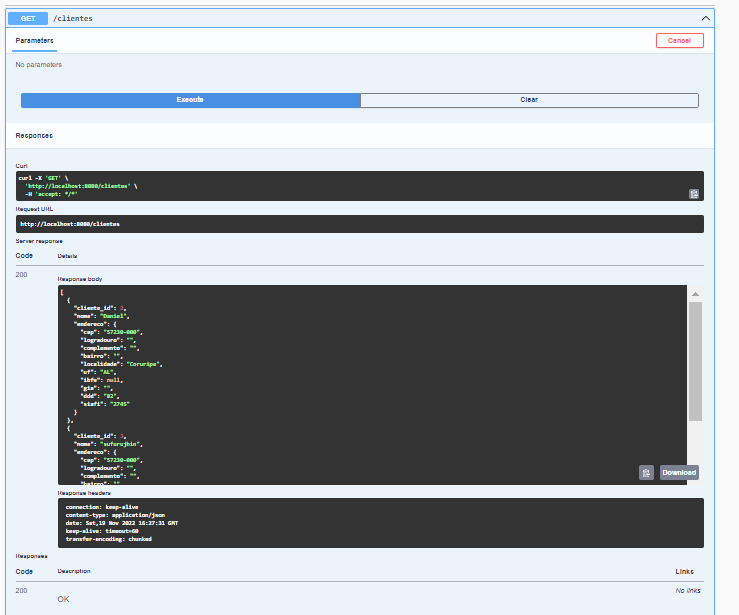 GET /clientes
Parameters
Cancel
No parameters
Execute
Clear
Responses
Curl
curl -X 'GET' \
'http://localhost:8080/clientes' \
-H 'accept: */*'
Request URL
http://localhost:8080/clientes
Server response
Code Details
200
Response body
[
{
"cliente_id": 2,
"nome": "Daniel",
"endereco": {
"cep": "57230-000",
"logradouro": "",
"complemento": "",
"bairro": "",
"localidade": "Coruripe",
"uf": "AL",
"ibfe": null,
"gia": "",
"ddd": "82",
"siafi": "2745"
}
},
{
"cliente_id": 3,
"nome": "sufurujhin",
"endereco": {
"cep": "57230-000",
"logradouro": "",
"complemento": "",
"bairro": ""
Download
Response headers
connection: keep-alive
content-type: application/json
date: Sat,19 Nov 2022 16:27:31 GMT
keep-alive: timeout=60
transfer-encoding: chunked
Responses
Code Description Links
200 No links
OK